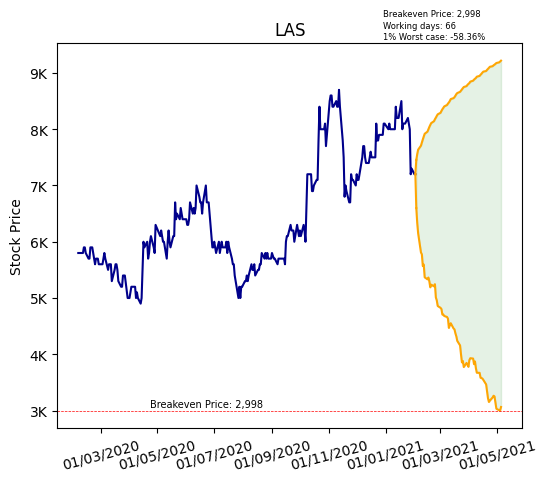 Breakeven Price: 2,998
Working days: 66
1% Worst case: -58.36%
LAS
Stock Price
9K
8K
7K
6K
5K
4K
3K
Breakeven Price: 2,998
01/03/2020
01/05/2020
01/07/2020
01/09/2020
01/11/2020
01/01/2021
01/03/2021
01/05/2021